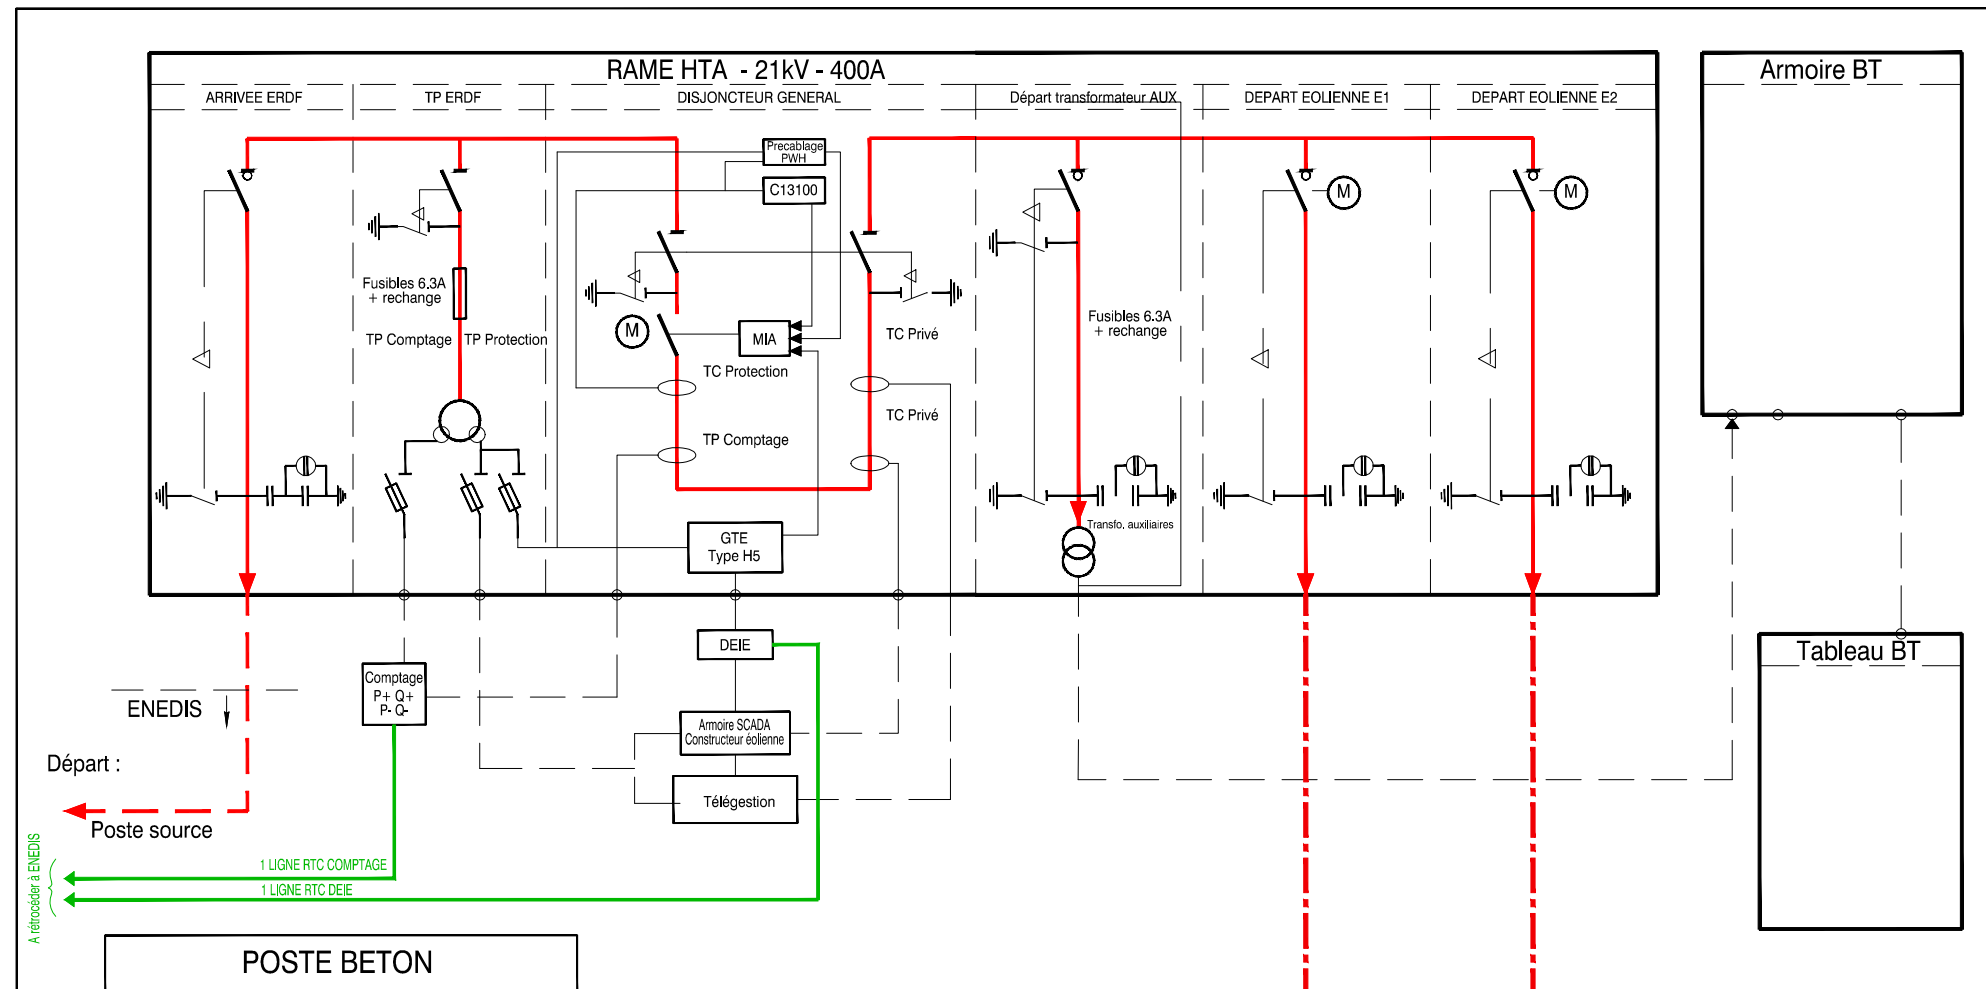 RAME HTA - 21kV - 400A
Armoire BT
ARRIVEE ERDF
TP ERDF
DISJONCTEUR GENERAL
Départ transformateur AUX
DEPART EOLIENNE E1
DEPART EOLIENNE E2
Precablage
PWH
C13100
M
M
Fusibles 6.3A
+ rechange
TP Comptage
TP Protection
M
MIA
TC Privé
Fusibles 6.3A
+ rechange
TC Protection
TC Privé
TP Comptage
GTE
Type H5
Transfo. auxiliaires
DEIE
Tableau BT
Comptage
P+ Q+
P- Q-
ENEDIS
Armoire SCADA
Constructeur éolienne
Départ :
Télégestion
Poste source
A rétrocéder à ENEDIS
1 LIGNE RTC COMPTAGE
1 LIGNE RTC DEIE
POSTE BETON